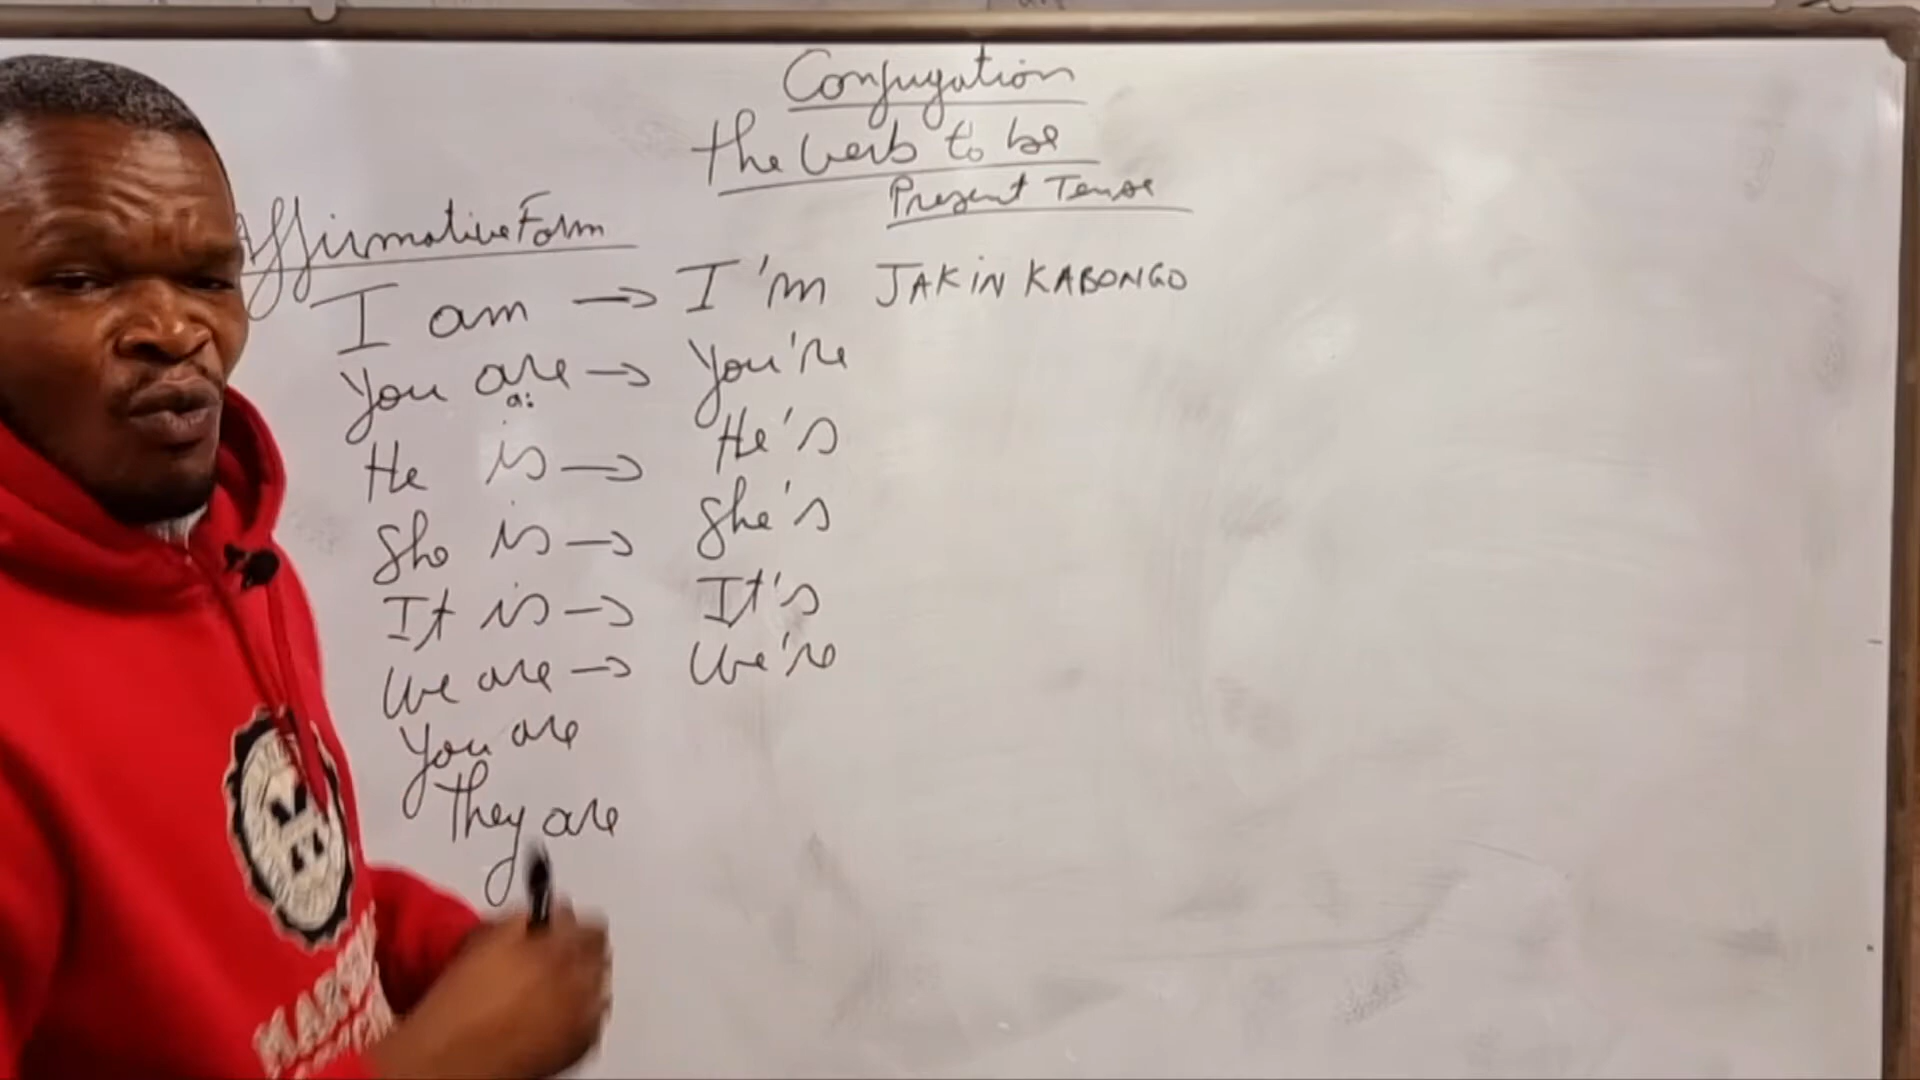 Conjugation
the verb to be
Present Tense
Affirmative Form
I am → I'm JAKIN KABONGO
You are → you're
a:
He is → He's
She is → She's
It is → It's
We are → We're
You are
They are